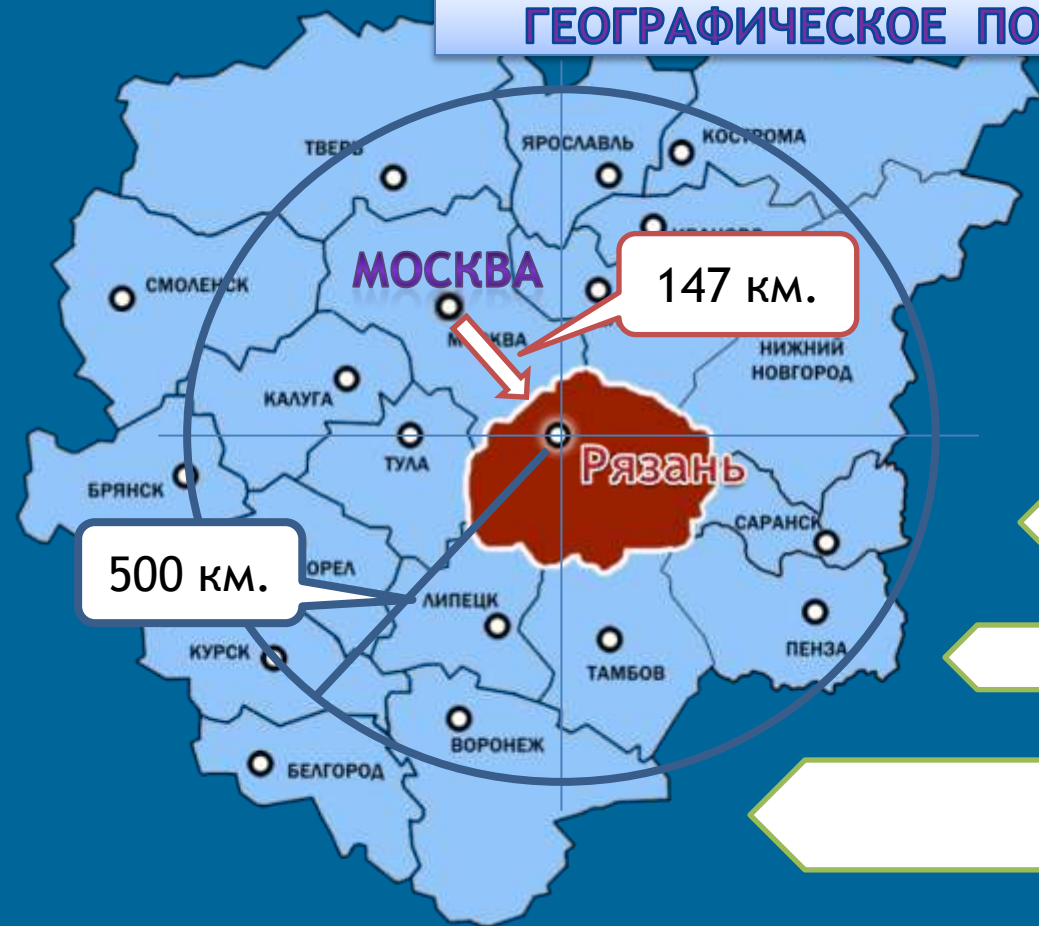 ГЕОГРАФИЧЕСКОЕ ПО
ТВЕРЬ
ЯРОСЛАВЛЬ
КОСТРОМА
СМОЛЕНСК
МОСКВА
147 км.
МОСКВА
НИЖНИЙ
НОВГОРОД
КАЛУГА
ТУЛА
Рязань
БРЯНСК
САРАНСК
500 км.
ОРЕЛ
ЛИПЕЦК
КУРСК
ТАМБОВ
ПЕНЗА
ВОРОНЕЖ
БЕЛГОРОД